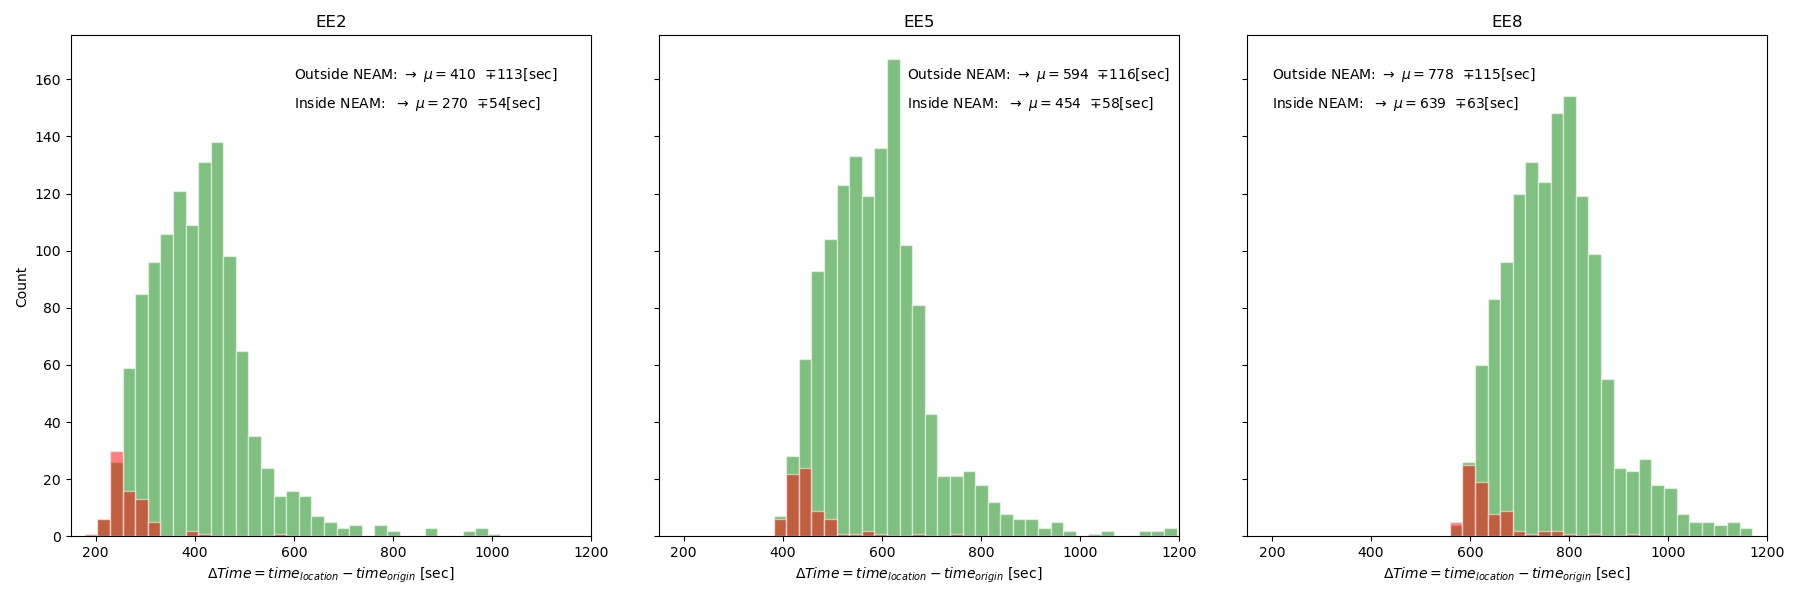 EE2
Outside NEAM: → μ = 410 ∓113[sec]
Inside NEAM: → μ = 270 ∓54[sec]
160
140
120
100
80
60
40
20
0
Count
200 400 600 800 1000 1200
ΔTime = time_location − time_origin [sec]
EE5
Outside NEAM: → μ = 594 ∓116[sec]
Inside NEAM: → μ = 454 ∓58[sec]
200 400 600 800 1000 1200
ΔTime = time_location − time_origin [sec]
EE8
Outside NEAM: → μ = 778 ∓115[sec]
Inside NEAM: → μ = 639 ∓63[sec]
200 400 600 800 1000 1200
ΔTime = time_location − time_origin [sec]